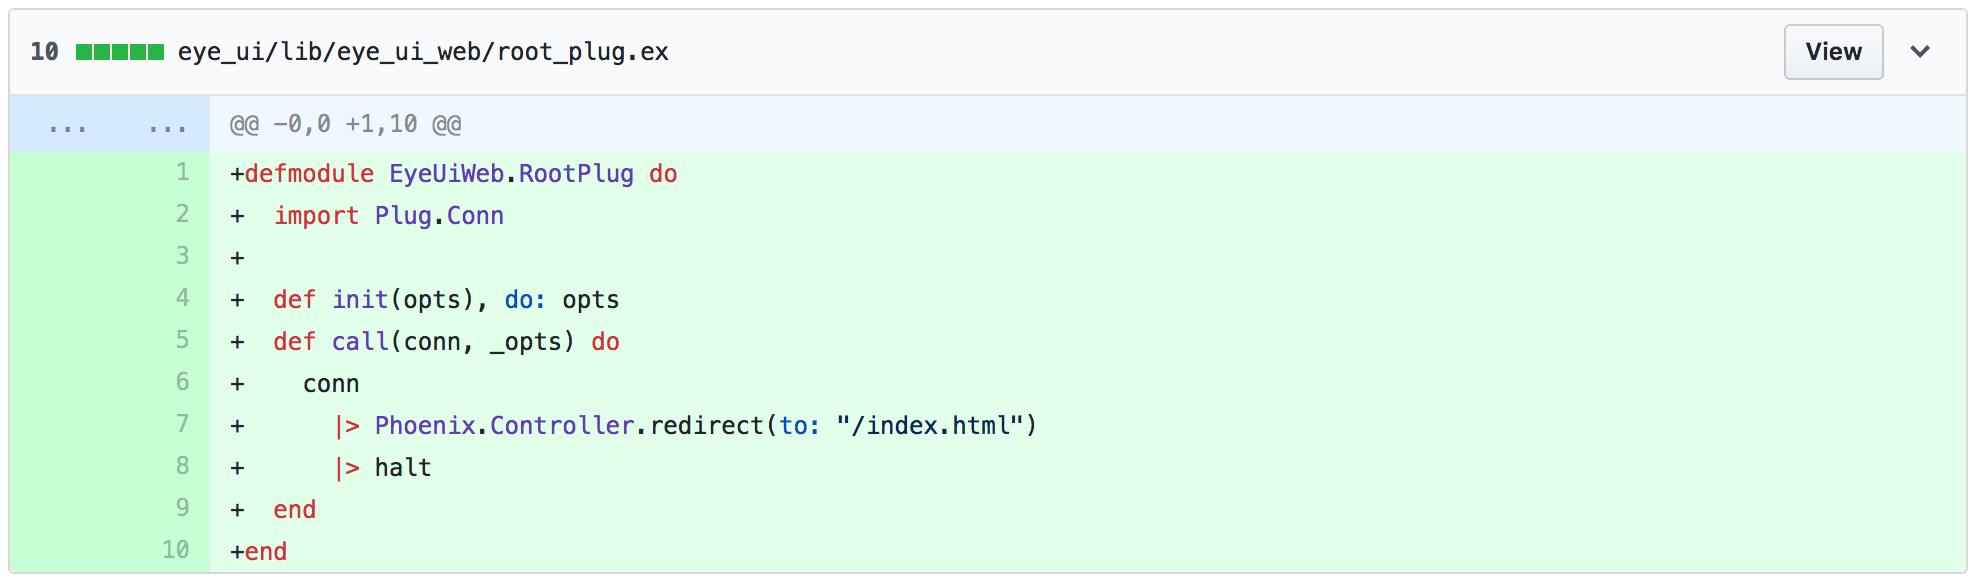 10 eye_ui/lib/eye_ui_web/root_plug.ex View
... ... @@ -0,0 +1,10 @@
1 +defmodule EyeUiWeb.RootPlug do
2 +  import Plug.Conn
3 +
4 +  def init(opts), do: opts
5 +  def call(conn, _opts) do
6 +    conn
7 +      |> Phoenix.Controller.redirect(to: "/index.html")
8 +      |> halt
9 +  end
10 +end